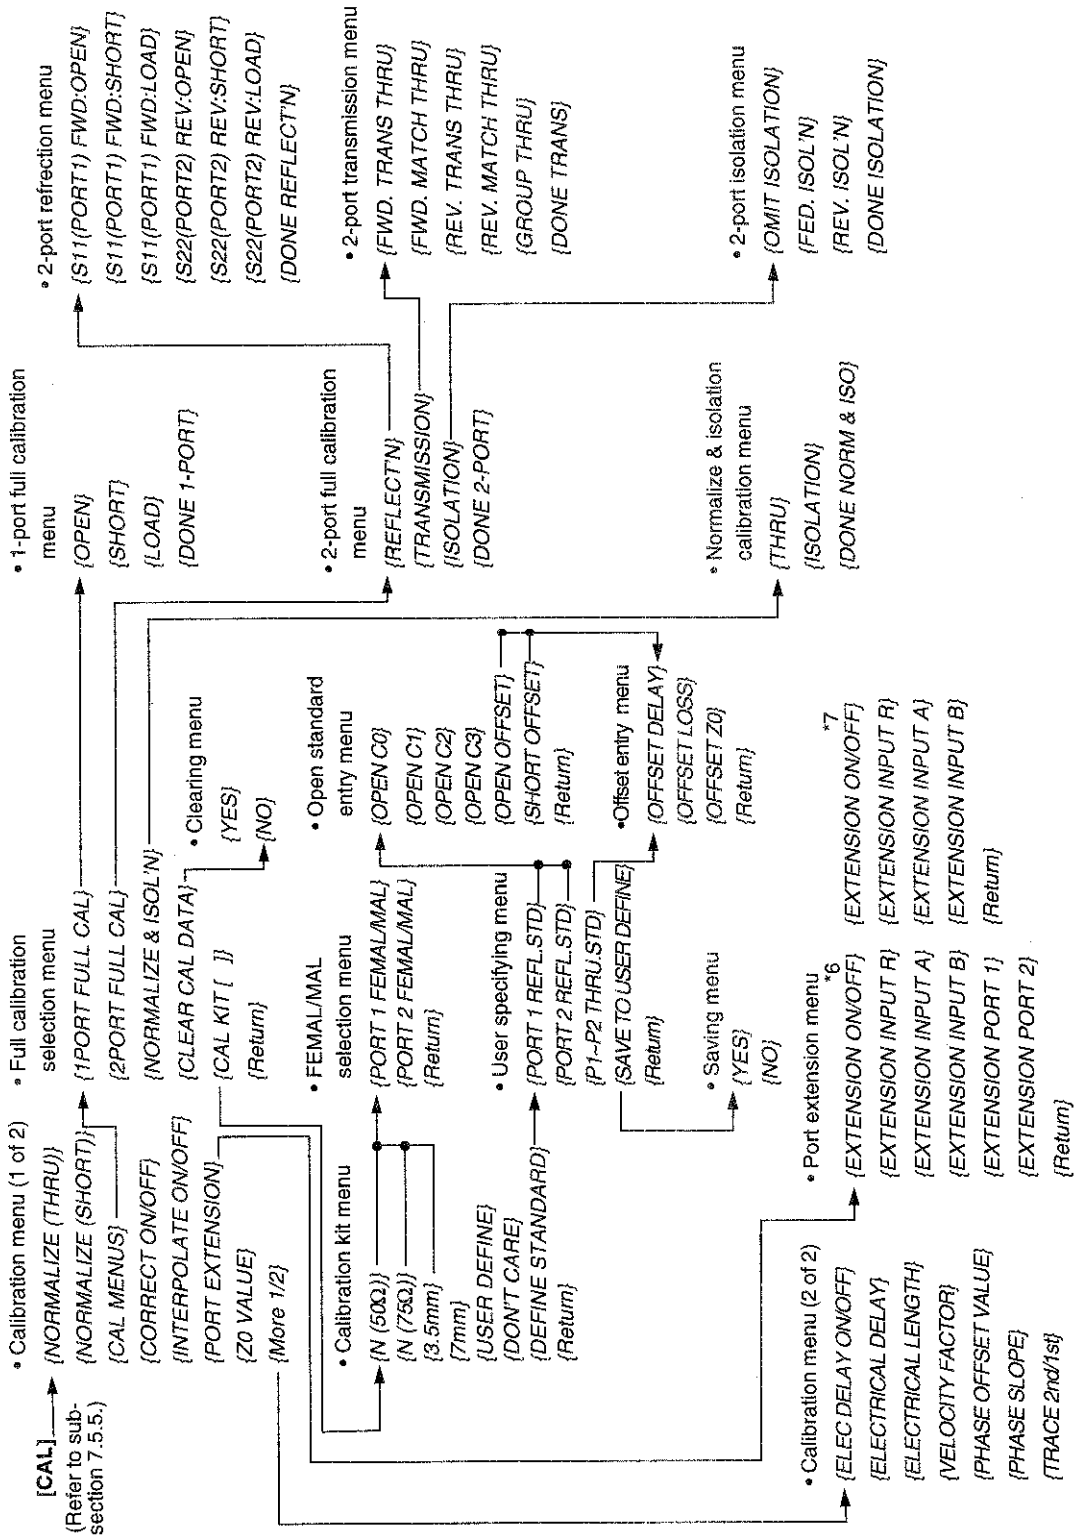 [CAL]
(Refer to sub-
section 7.5.5.)
• Calibration menu (1 of 2)
{NORMALIZE (THRU)}
{NORMALIZE (SHORT)}
{CAL MENUS}
{CORRECT ON/OFF}
{INTERPOLATE ON/OFF}
{PORT EXTENSION}
{Z0 VALUE}
{More 1/2}
• Full calibration
selection menu
{1PORT FULL CAL}
{2PORT FULL CAL}
{NORMALIZE & ISOL'N}
{CLEAR CAL DATA}
{CAL KIT [ ]}
{Return}
• Clearing menu
{YES}
{NO}
• 1-port full calibration
menu
{OPEN}
{SHORT}
{LOAD}
{DONE 1-PORT}
• 2-port full calibration
menu
{REFLECT'N}
{TRANSMISSION}
{ISOLATION}
{DONE 2-PORT}
• Normalize & isolation
calibration menu
{THRU}
{ISOLATION}
{DONE NORM & ISO}
• 2-port refrection menu
{S11(PORT1) FWD:OPEN}
{S11(PORT1) FWD:SHORT}
{S11(PORT1) FWD:LOAD}
{S22(PORT2) REV:OPEN}
{S22(PORT2) REV:SHORT}
{S22(PORT2) REV:LOAD}
{DONE REFLECT'N}
• 2-port transmission menu
{FWD. TRANS THRU}
{FWD. MATCH THRU}
{REV. TRANS THRU}
{REV. MATCH THRU}
{GROUP THRU}
{DONE TRANS}
• 2-port isolation menu
{OMIT ISOLATION}
{FED. ISOL'N}
{REV. ISOL'N}
{DONE ISOLATION}
• Calibration kit menu
{N (50Ω)}
{N (75Ω)}
{3.5mm}
{7mm}
{USER DEFINE}
{DON'T CARE}
{DEFINE STANDARD}
{Return}
• FEMAL/MAL
selection menu
{PORT 1 FEMAL/MAL}
{PORT 2 FEMAL/MAL}
{Return}
• User specifying menu
{PORT 1 REFL.STD}
{PORT 2 REFL.STD}
{P1~P2 THRU.STD}
{SAVE TO USER DEFINE}
{Return}
• Saving menu
{YES}
{NO}
• Open standard
entry menu
{OPEN C0}
{OPEN C1}
{OPEN C2}
{OPEN C3}
{OPEN OFFSET}
{SHORT OFFSET}
{Return}
•Offset entry menu
{OFFSET DELAY}
{OFFSET LOSS}
{OFFSET Z0}
{Return}
• Calibration menu (2 of 2)
{ELEC DELAY ON/OFF}
{ELECTRICAL DELAY}
{ELECTRICAL LENGTH}
{VELOCITY FACTOR}
{PHASE OFFSET VALUE}
{PHASE SLOPE}
{TRACE 2nd/1st}
• Port extension menu
*6
{EXTENSION ON/OFF}
{EXTENSION INPUT R}
{EXTENSION INPUT A}
{EXTENSION INPUT B}
{EXTENSION PORT 1}
{EXTENSION PORT 2}
{Return}
*7
{EXTENSION ON/OFF}
{EXTENSION INPUT R}
{EXTENSION INPUT A}
{EXTENSION INPUT B}
{Return}